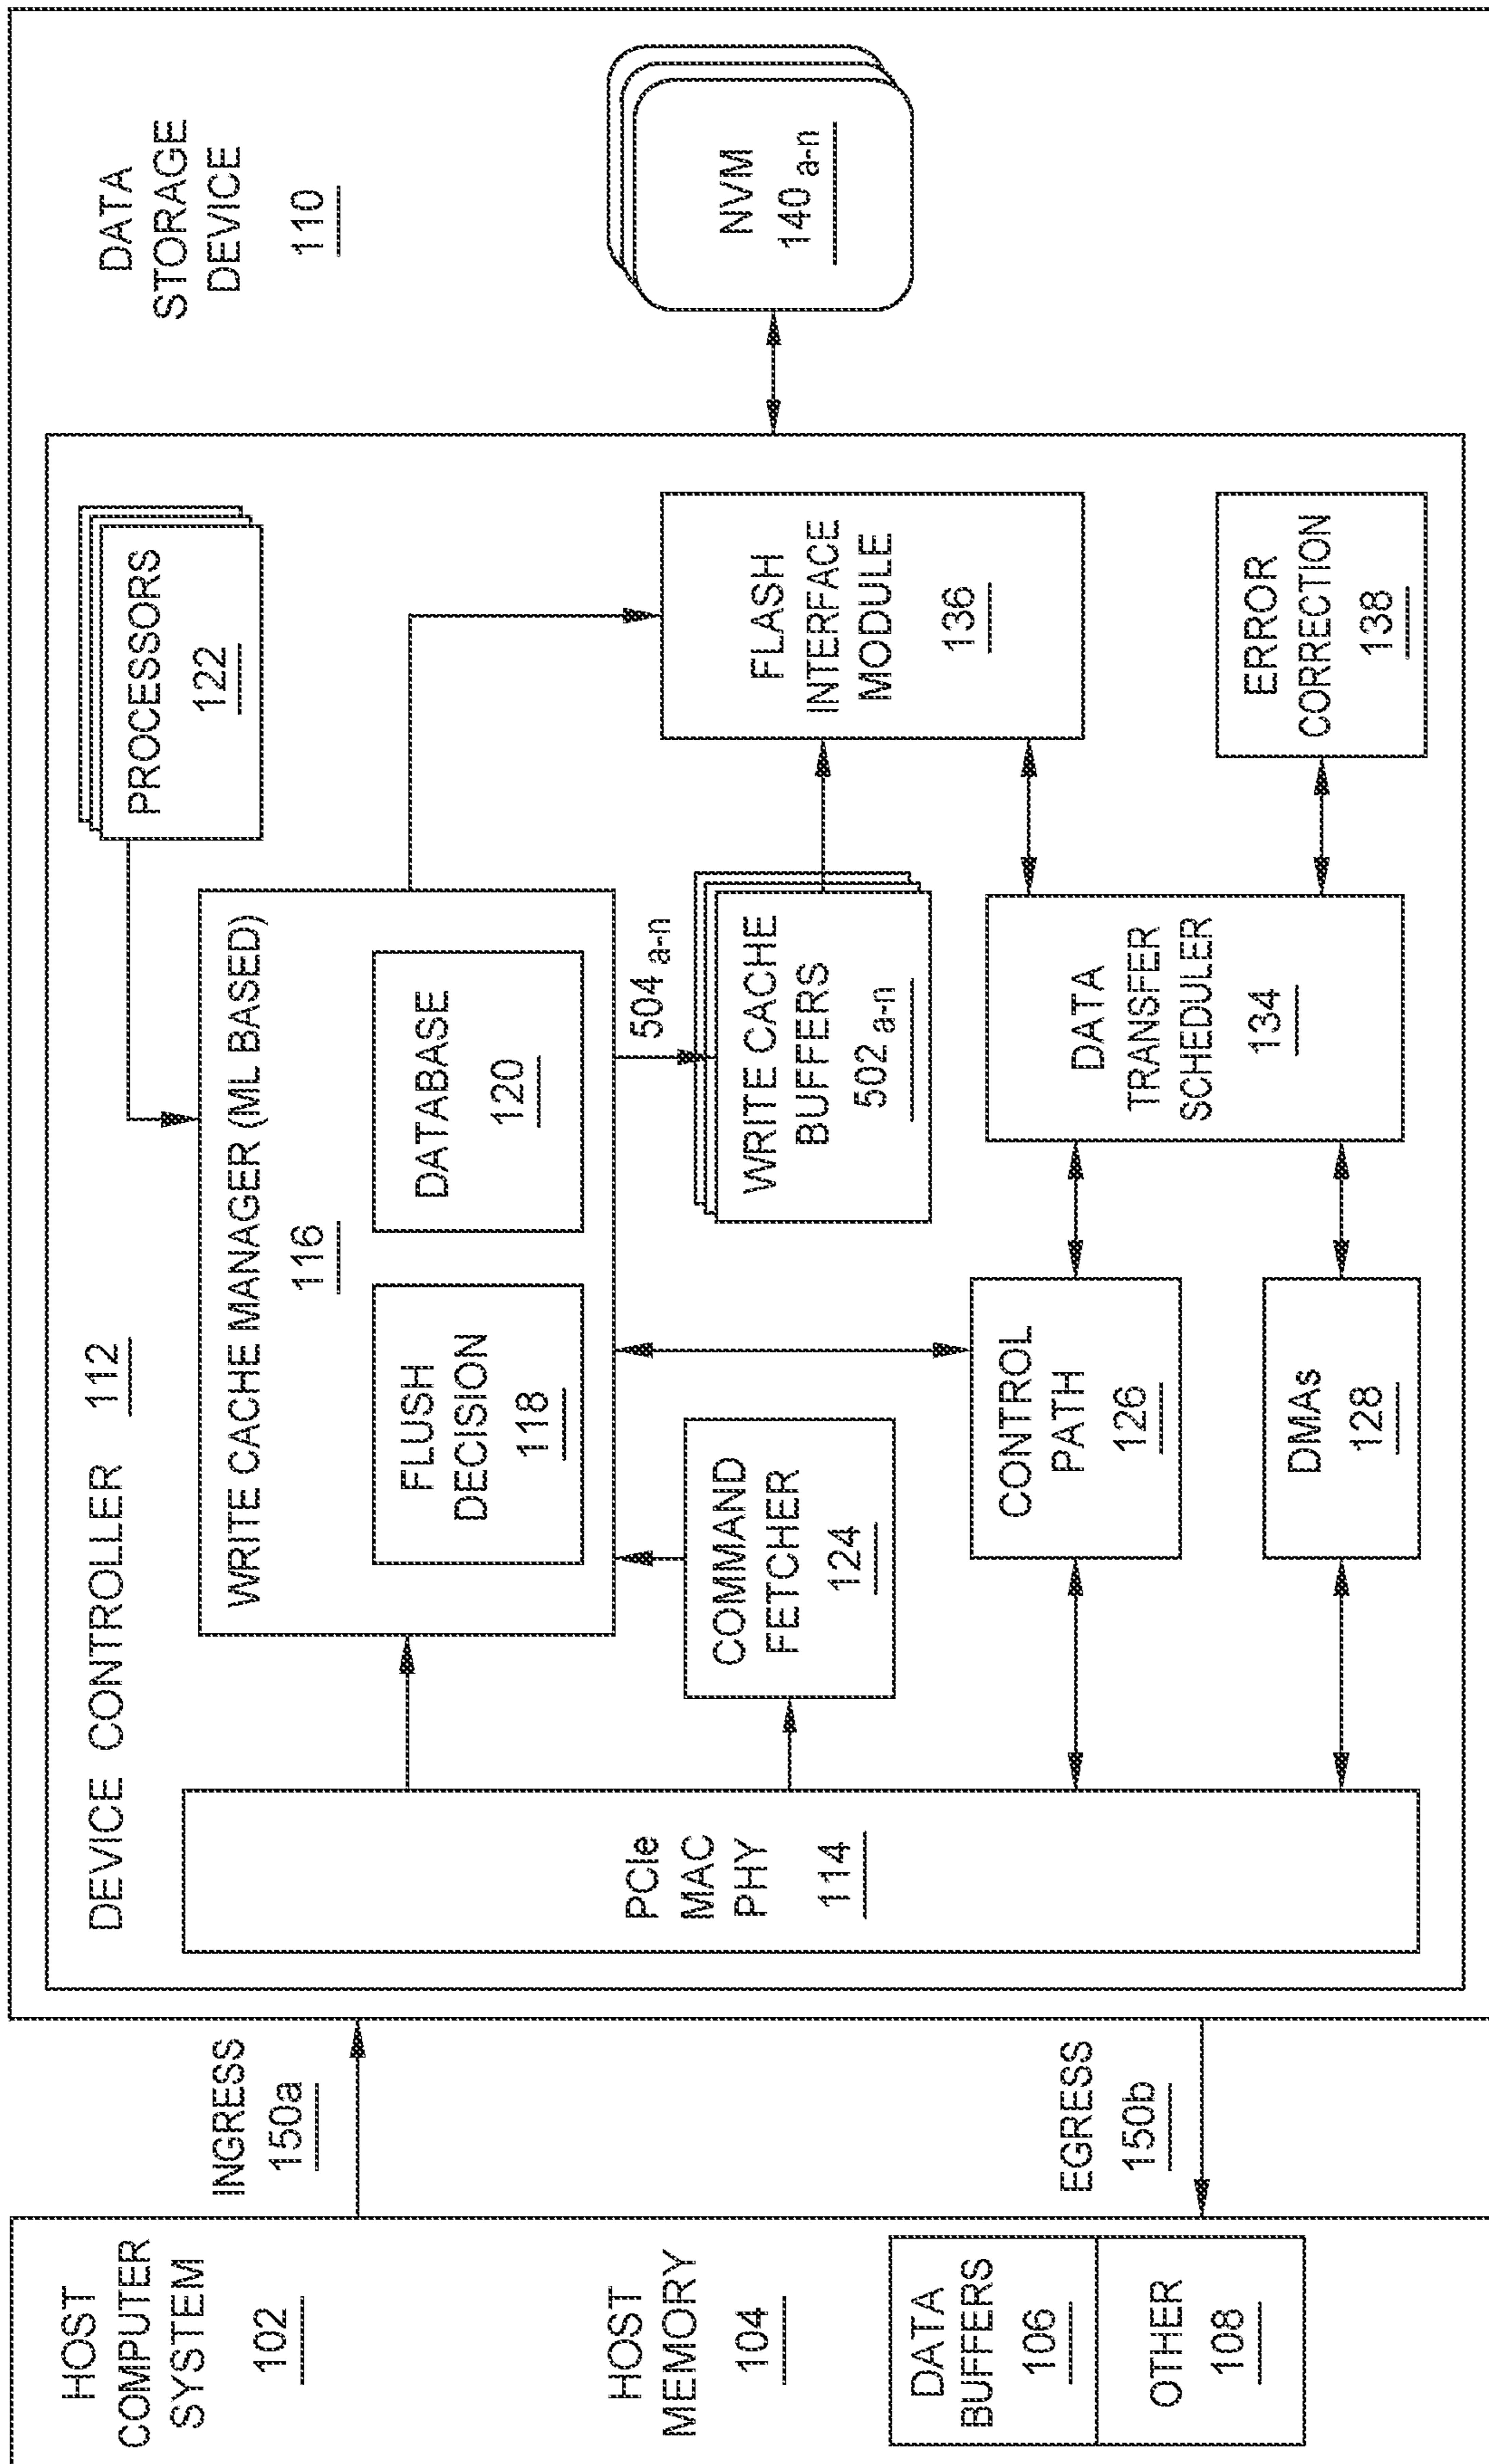 HOST
COMPUTER
SYSTEM
102
HOST
MEMORY
104
DATA
BUFFERS
106
OTHER
108
INGRESS
150a
EGRESS
150b
DATA
STORAGE
DEVICE
110
DEVICE CONTROLLER 112
PCIe
MAC
PHY
114
WRITE CACHE MANAGER (ML BASED)
116
FLUSH
DECISION
118
DATABASE
120
PROCESSORS
122
COMMAND
FETCHER
124
504a-n
WRITE CACHE
BUFFERS
502a-n
CONTROL
PATH
126
DMAs
128
DATA
TRANSFER
SCHEDULER
134
FLASH
INTERFACE
MODULE
136
ERROR
CORRECTION
138
NVM
140a-n